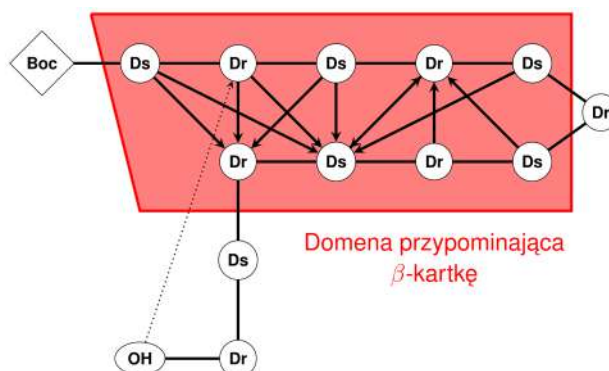 Boc Ds Dr Ds Dr Ds
Dr
Dr Ds Dr Ds
Domena przypominająca
β-kartkę
Ds
OH Dr